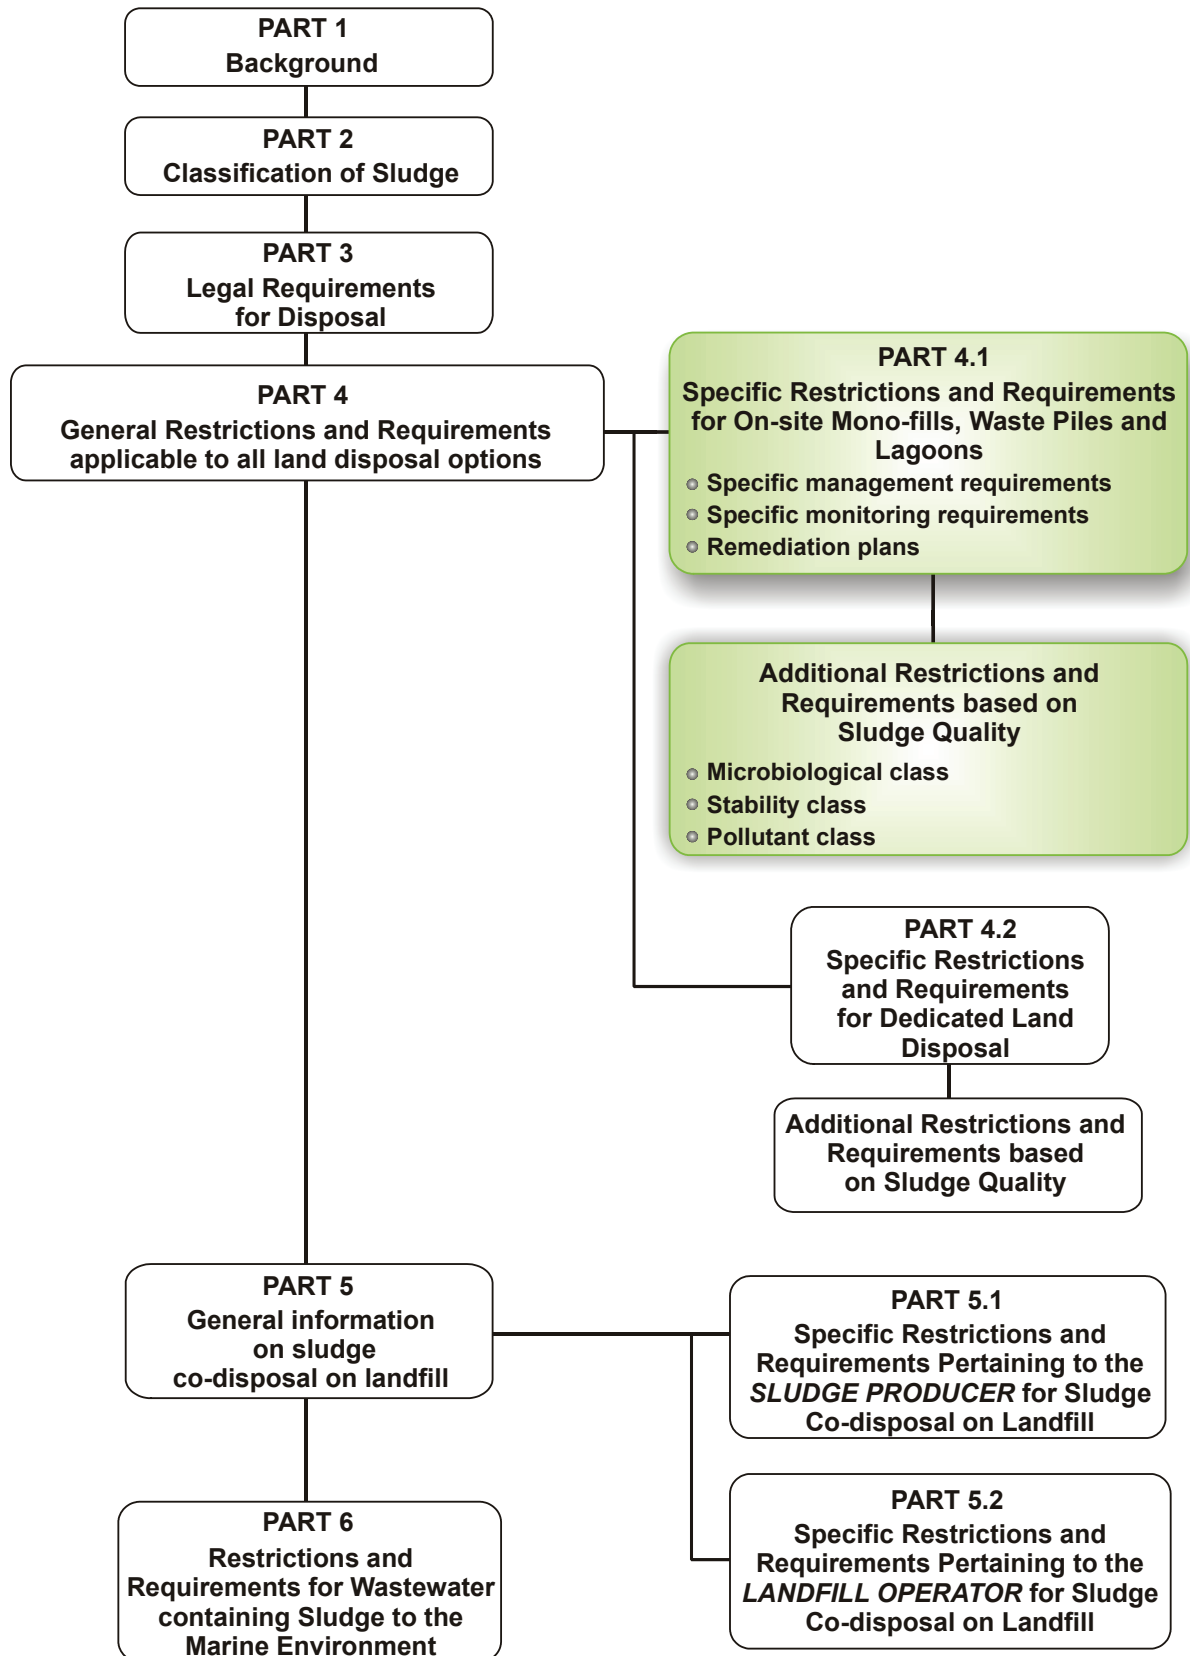 PART 1
Background
PART 2
Classification of Sludge
PART 3
Legal Requirements
for Disposal
PART 4
General Restrictions and Requirements
applicable to all land disposal options
PART 4.1
Specific Restrictions and Requirements
for On-site Mono-fills, Waste Piles and
Lagoons
Specific management requirements
Specific monitoring requirements
Remediation plans
Additional Restrictions and
Requirements based on
Sludge Quality
Microbiological class
Stability class
Pollutant class
PART 4.2
Specific Restrictions
and Requirements
for Dedicated Land
Disposal
Additional Restrictions and
Requirements based
on Sludge Quality
PART 5
General information
on sludge
co-disposal on landfill
PART 5.1
Specific Restrictions and
Requirements Pertaining to the
SLUDGE PRODUCER for Sludge
Co-disposal on Landfill
PART 5.2
Specific Restrictions and
Requirements Pertaining to the
LANDFILL OPERATOR for Sludge
Co-disposal on Landfill
PART 6
Restrictions and
Requirements for Wastewater
containing Sludge to the
Marine Environment